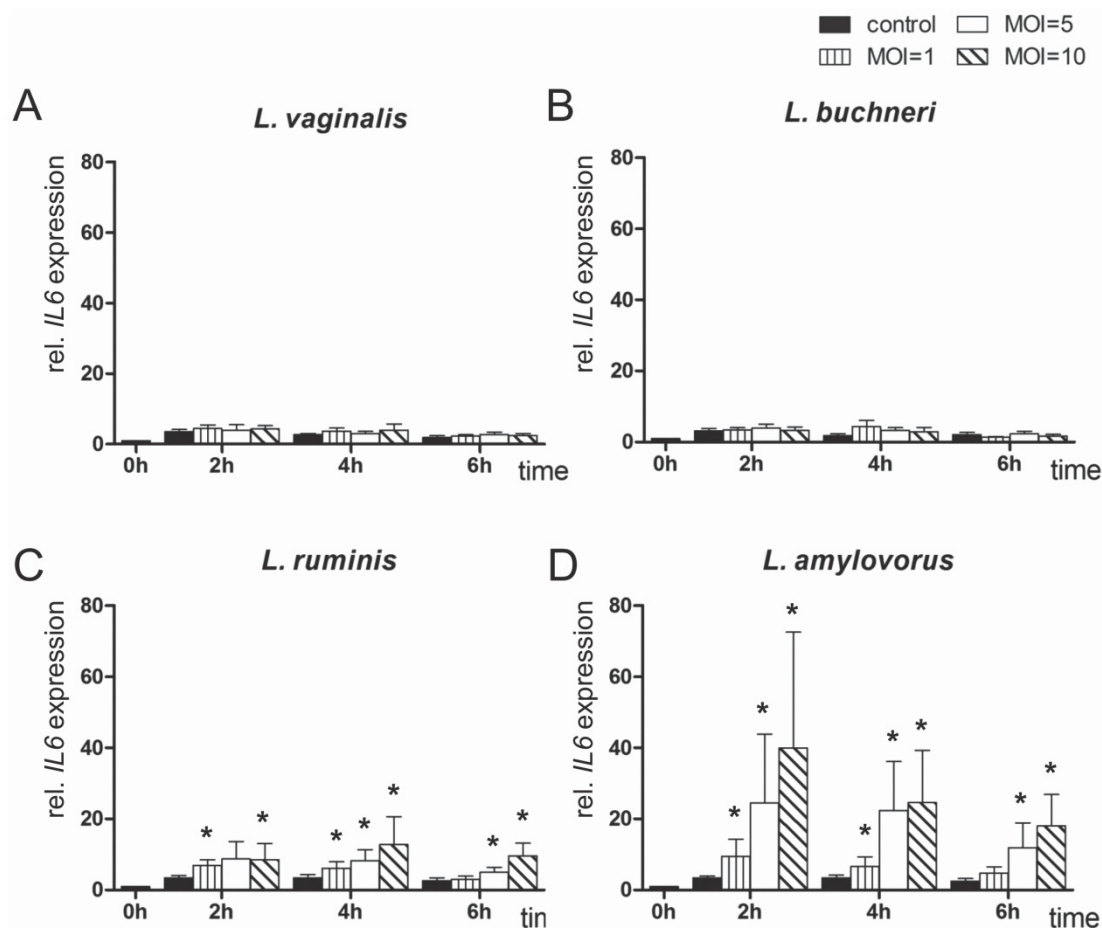 control MOI=5
MOI=1 MOI=10
A L. vaginalis
rel. IL6 expression
80
60
40
20
0
0h 2h 4h 6h time
B L. buchneri
rel. IL6 expression
80
60
40
20
0
0h 2h 4h 6h time
C L. ruminis
rel. IL6 expression
80
60
40
20
0
* * * * * * *
0h 2h 4h 6h tin
D L. amylovorus
rel. IL6 expression
80
60
40
20
0
* * * * * * * *
0h 2h 4h 6h time